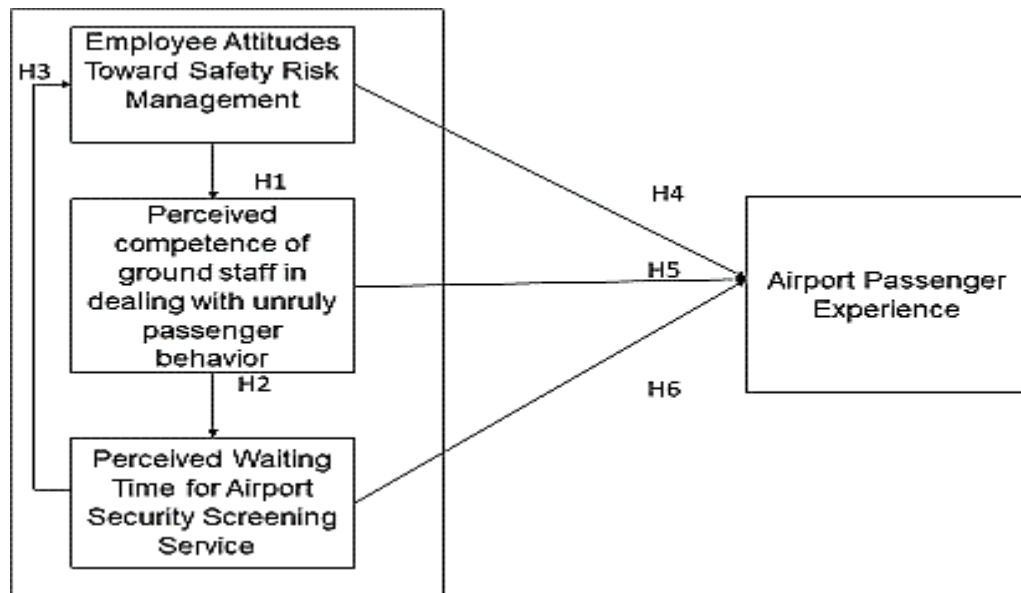 Employee Attitudes
Toward Safety Risk
Management
H3
H1
Perceived
competence of
ground staff in
dealing with unruly
passenger
behavior
H2
Perceived Waiting
Time for Airport
Security Screening
Service
H4
H5
H6
Airport Passenger
Experience